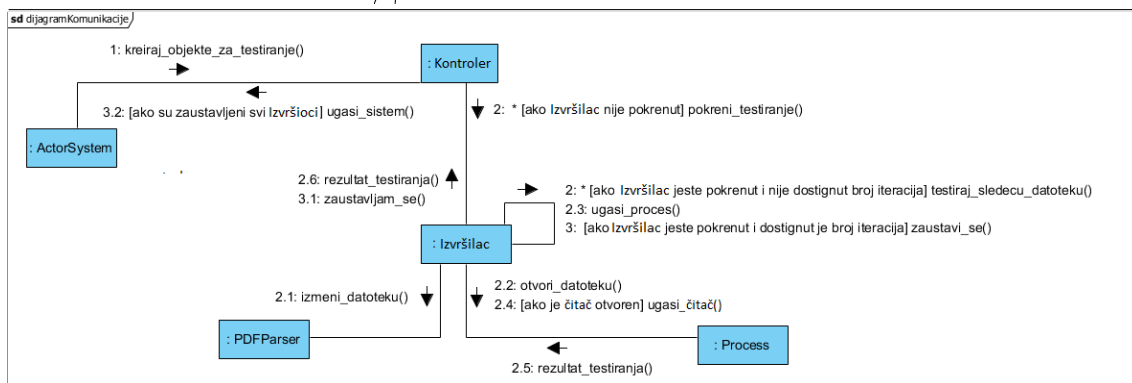 sd dijagramKomunikacije
1: kreiraj_objekte_za_testiranje()
: Kontroler
3.2: [ako su zaustavljeni svi Izvršioci] ugasi_sistem()
2: * [ako Izvršilac nije pokrenut] pokreni_testiranje()
: ActorSystem
2.6: rezultat_testiranja()
3.1: zaustavljam_se()
2: * [ako Izvršilac jeste pokrenut i nije dostignut broj iteracija] testiraj_sledecu_datoteku()
2.3: ugasi_proces()
3: [ako Izvršilac jeste pokrenut i dostignut je broj iteracija] zaustavi_se()
: Izvršilac
2.1: izmeni_datoteku()
2.2: otvori_datoteku()
2.4: [ako je čitač otvoren] ugasi_čitač()
: PDFParser
: Process
2.5: rezultat_testiranja()